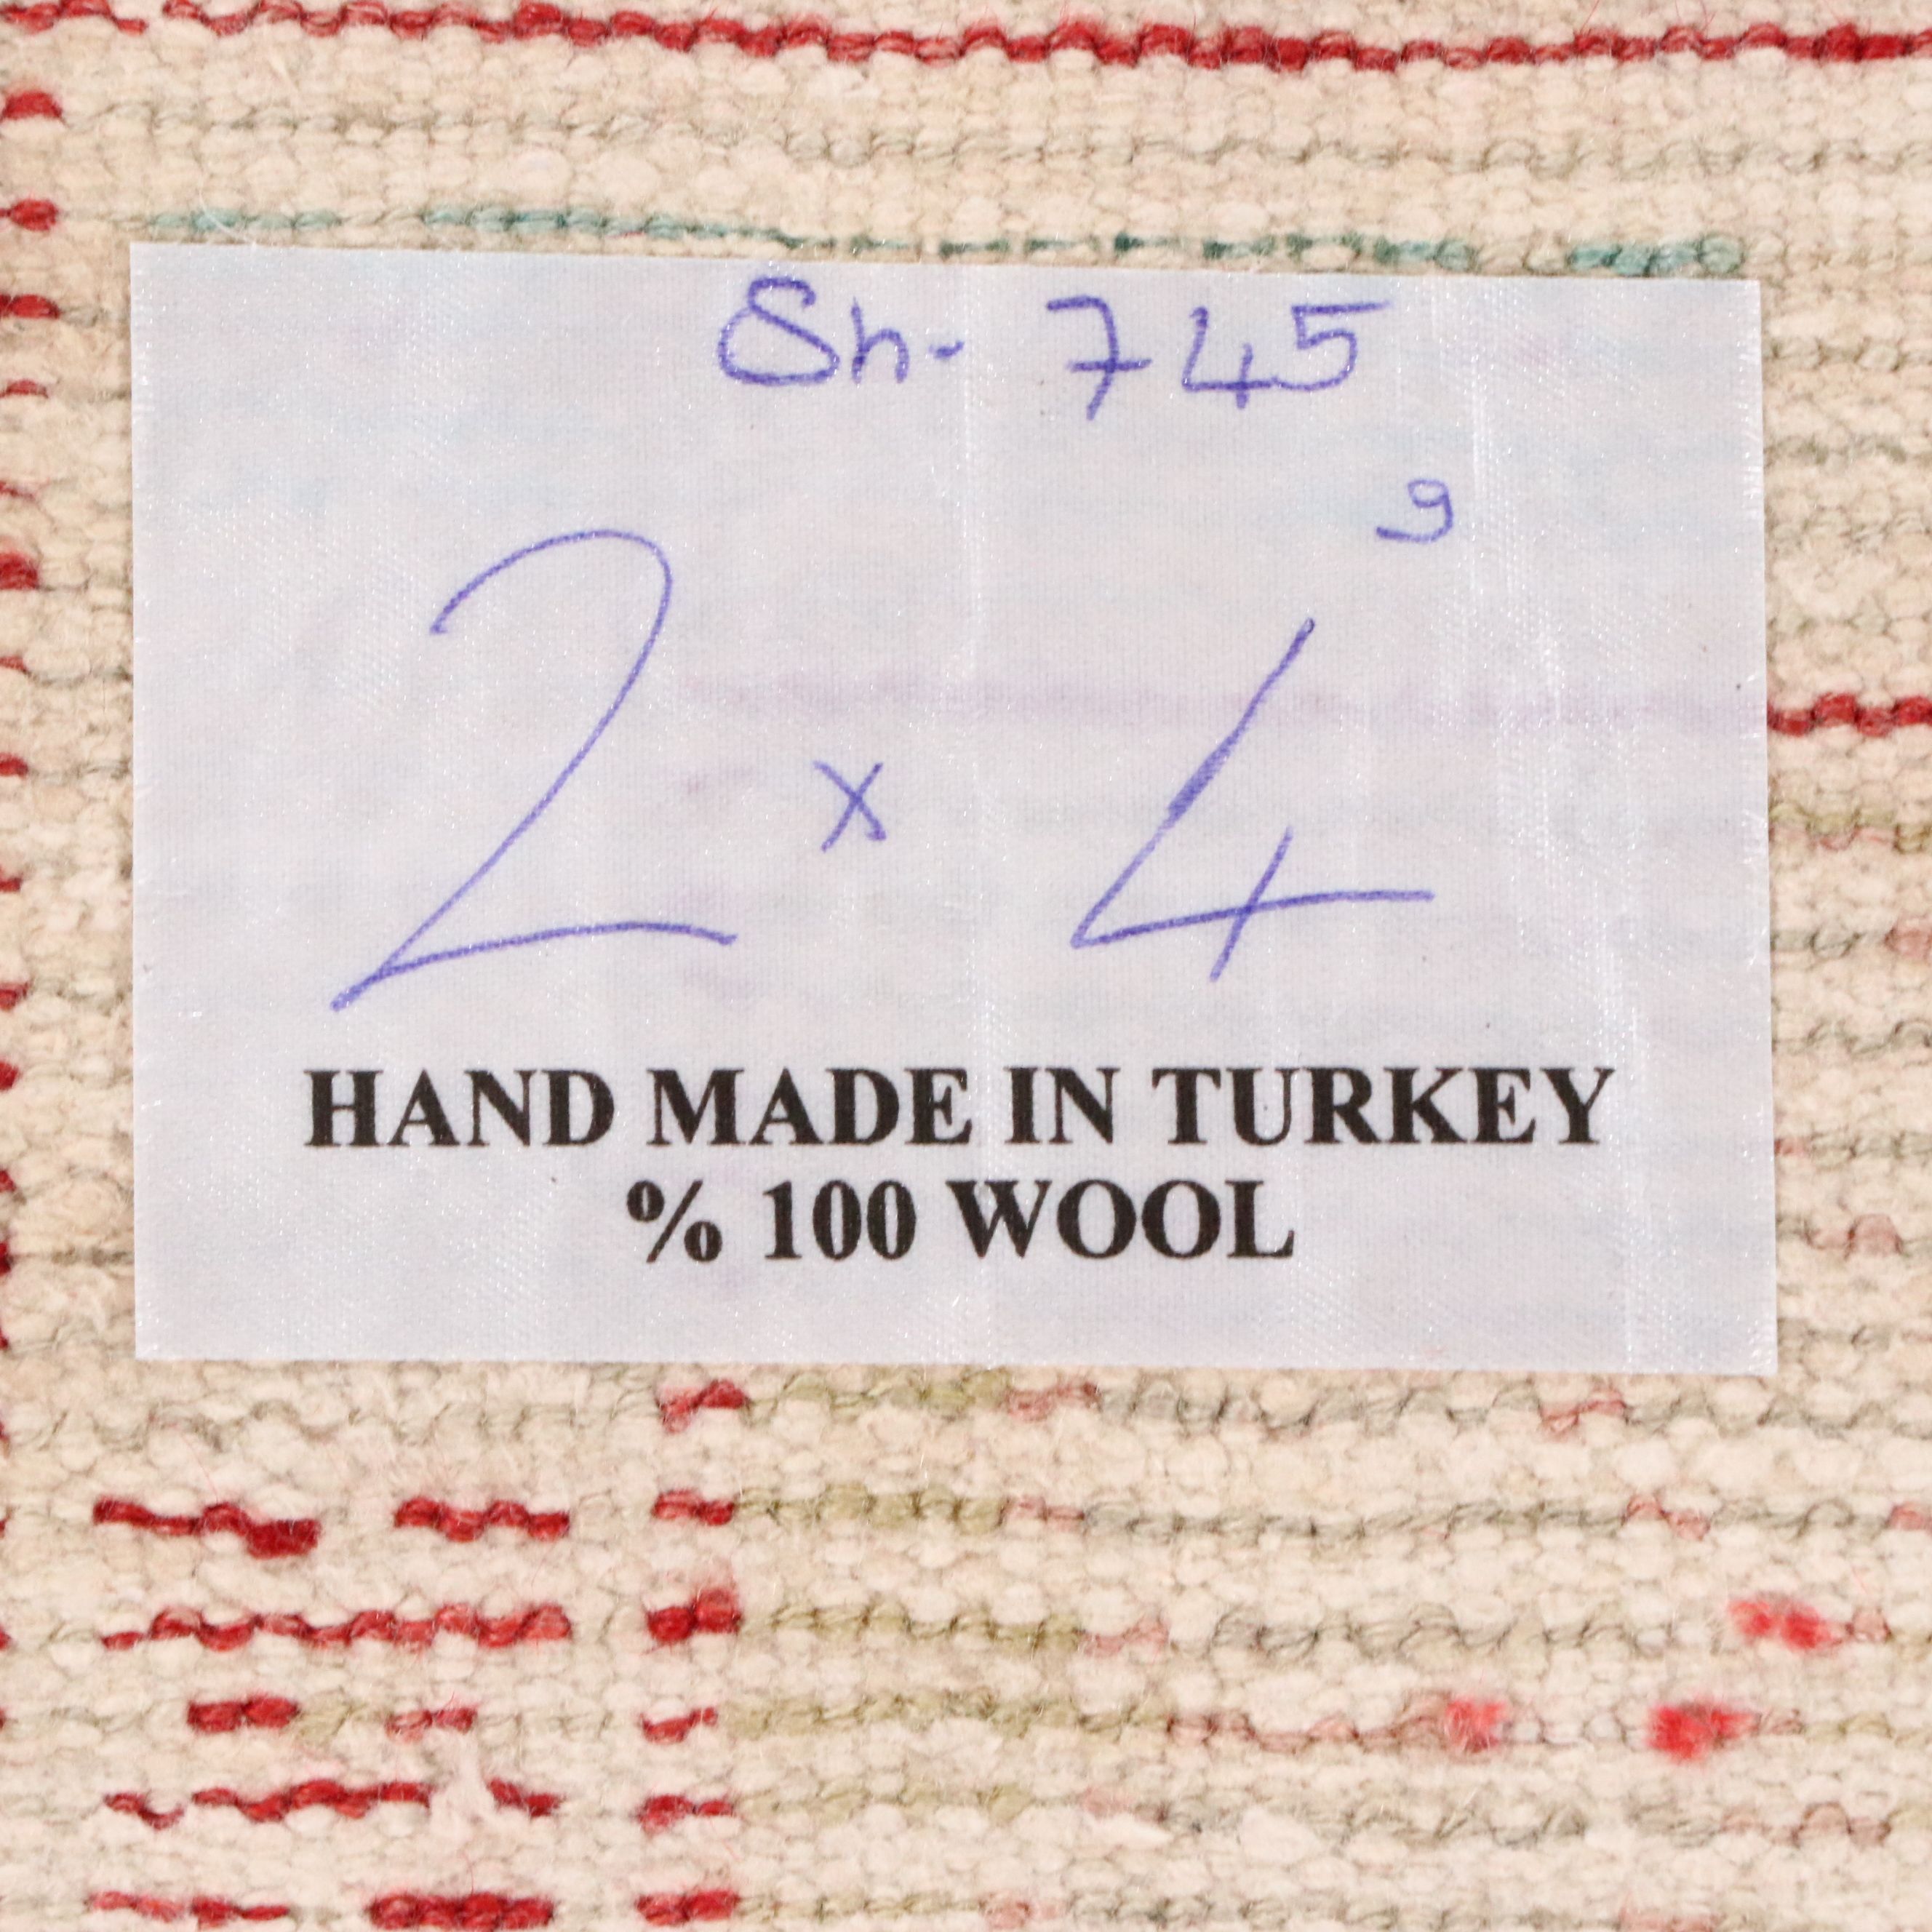 Sh- 745
2 x 4 9
HAND MADE IN TURKEY
% 100 WOOL